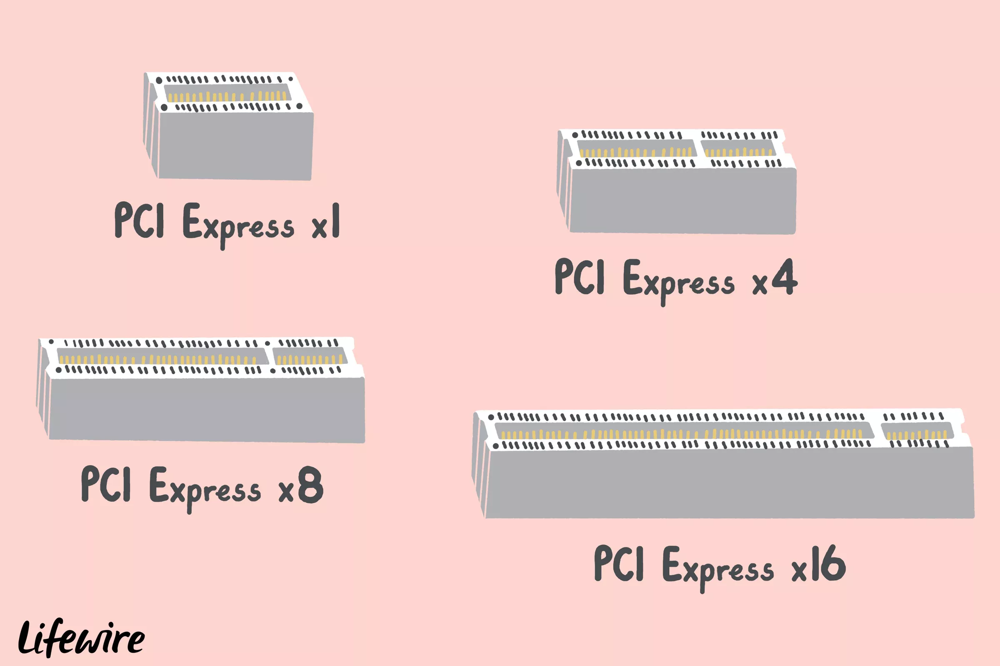 PCI Express x1
PCI Express x4
PCI Express x8
PCI Express x16
Lifewire